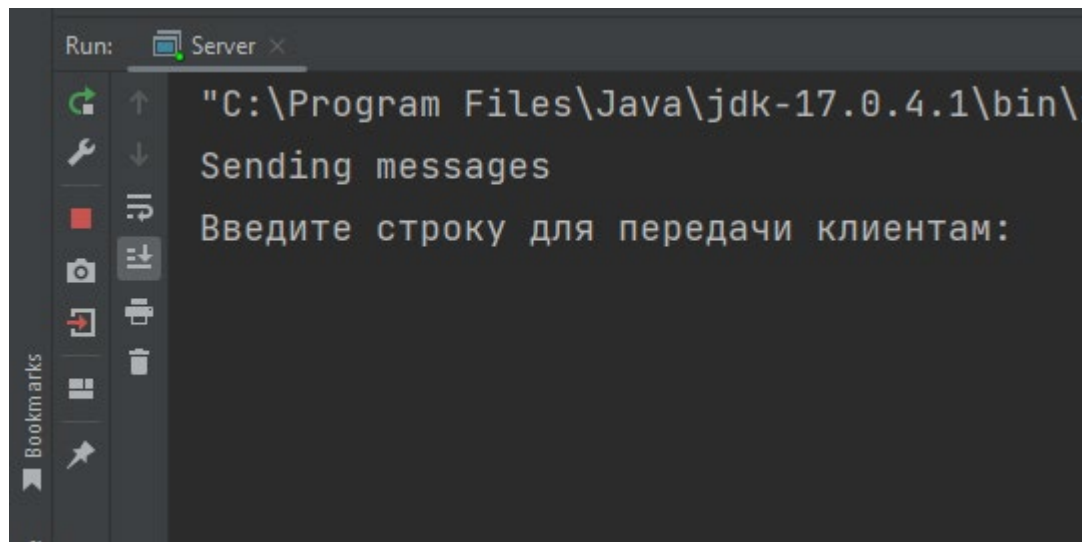 Run: Server
"C:\Program Files\Java\jdk-17.0.4.1\bin\
Sending messages
Введите строку для передачи клиентам:
Bookmarks